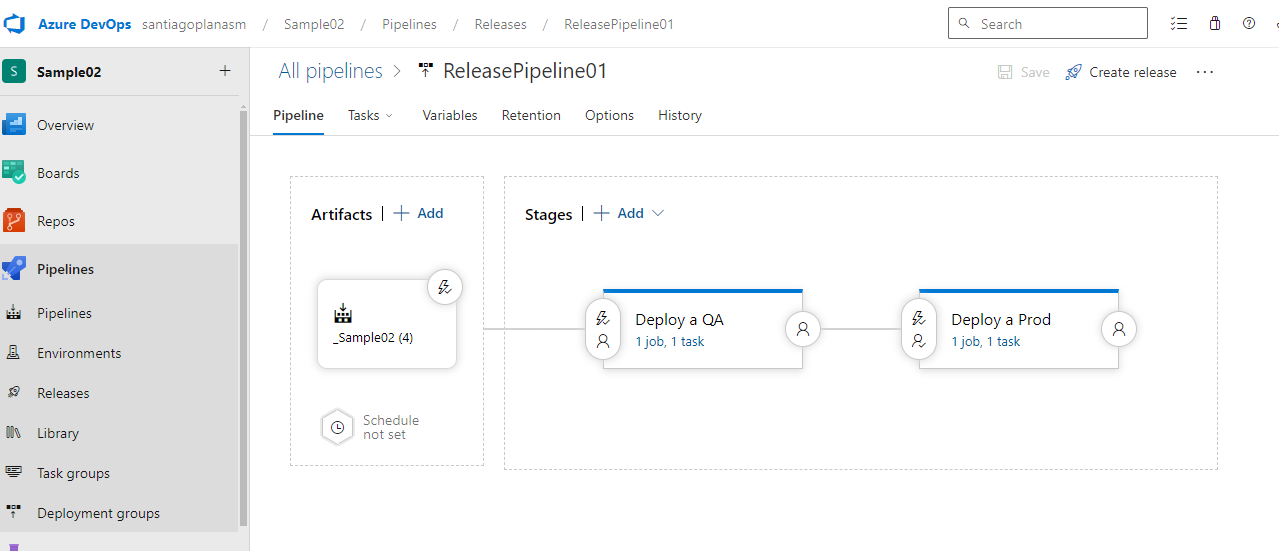 Azure DevOps santiagoplanasm / Sample02 / Pipelines / Releases / ReleasePipeline01
Search
S Sample02
All pipelines > ReleasePipeline01
Save Create release ...
Pipeline Tasks Variables Retention Options History
Overview
Boards
Repos
Pipelines
Pipelines
Environments
Releases
Library
Task groups
Deployment groups
Artifacts | + Add
_Sample02 (4)
Schedule
not set
Stages | + Add
Deploy a QA
1 job, 1 task
Deploy a Prod
1 job, 1 task